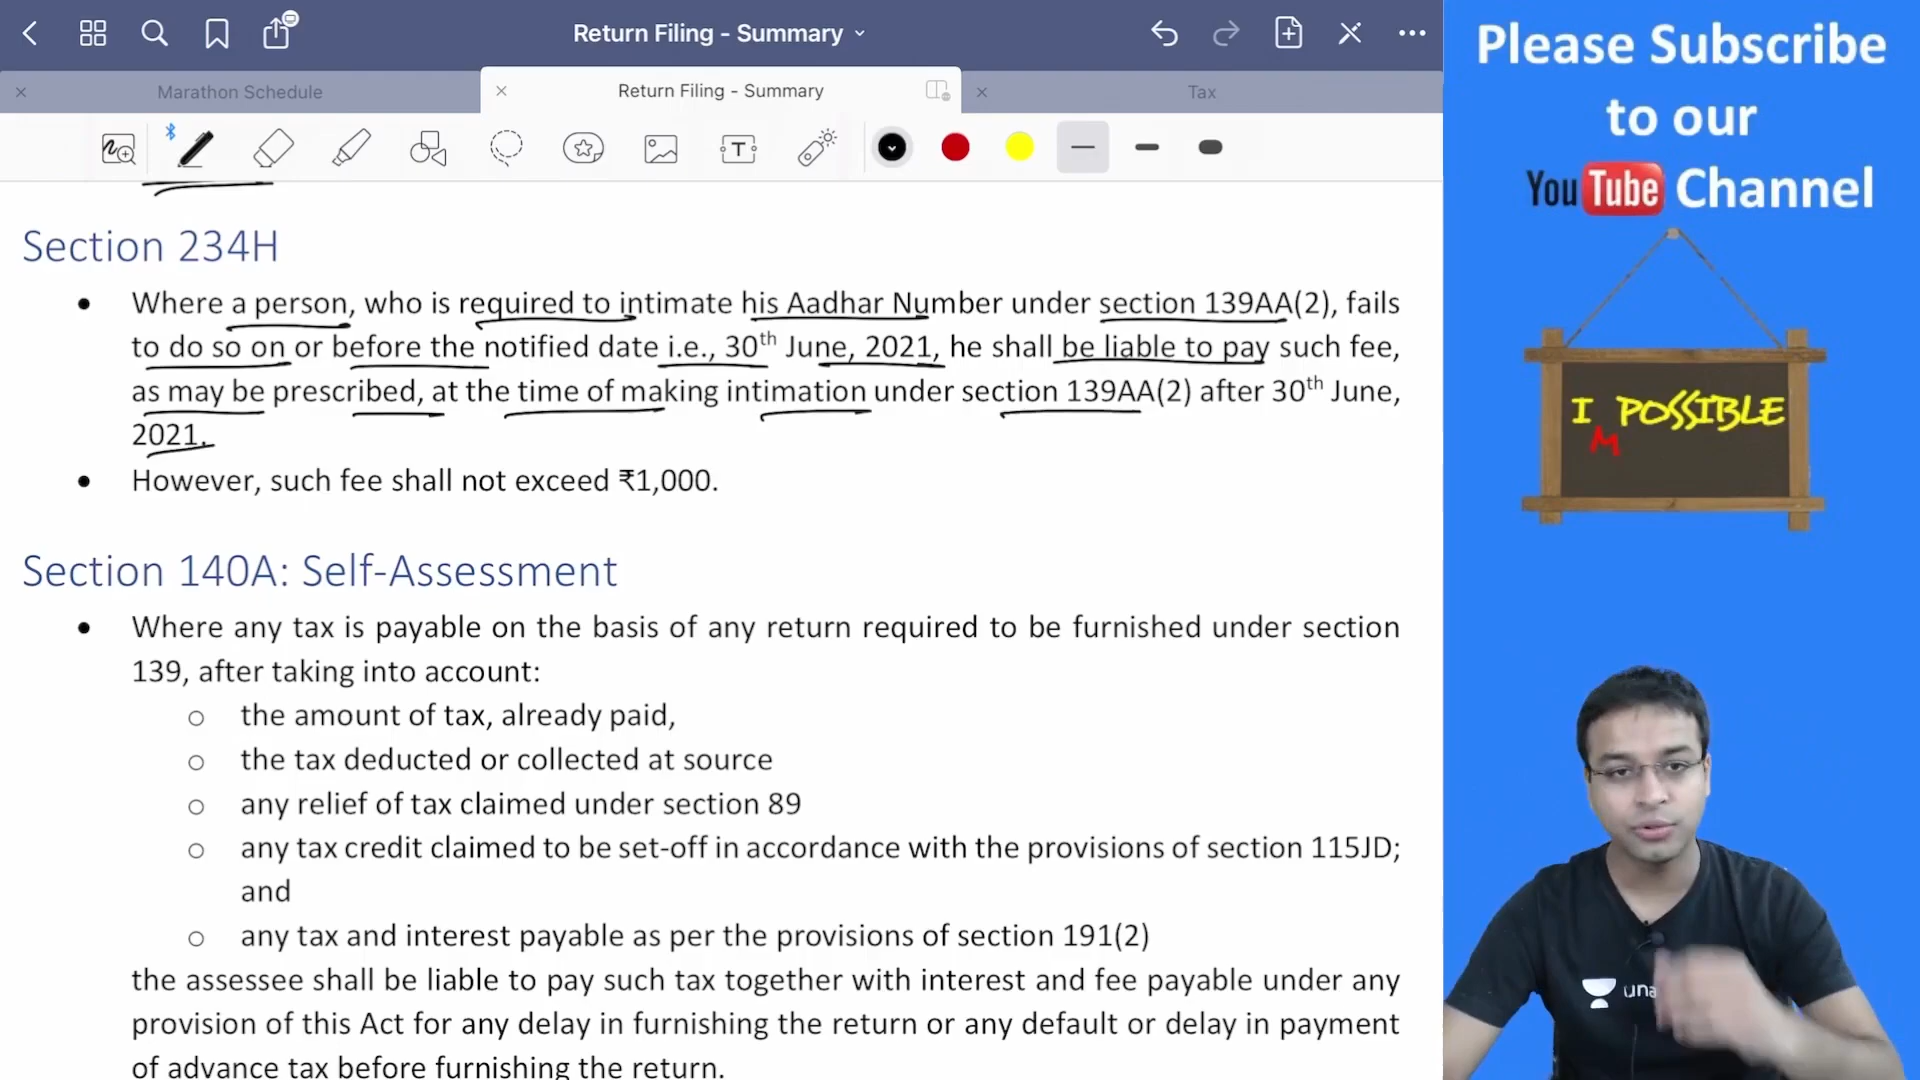 Return Filing - Summary
Marathon Schedule
Return Filing - Summary
Tax
T
Section 234H
• Where a person, who is required to intimate his Aadhar Number under section 139AA(2), fails
to do so on or before the notified date i.e., 30th June, 2021, he shall be liable to pay such fee,
as may be prescribed, at the time of making intimation under section 139AA(2) after 30th June,
2021.
• However, such fee shall not exceed ₹1,000.
Section 140A: Self-Assessment
• Where any tax is payable on the basis of any return required to be furnished under section
139, after taking into account:
○ the amount of tax, already paid,
○ the tax deducted or collected at source
○ any relief of tax claimed under section 89
○ any tax credit claimed to be set-off in accordance with the provisions of section 115JD;
and
○ any tax and interest payable as per the provisions of section 191(2)
the assessee shall be liable to pay such tax together with interest and fee payable under any
provision of this Act for any delay in furnishing the return or any default or delay in payment
of advance tax before furnishing the return.
Please Subscribe
to our
YouTube Channel
I POSSIBLE
M
una